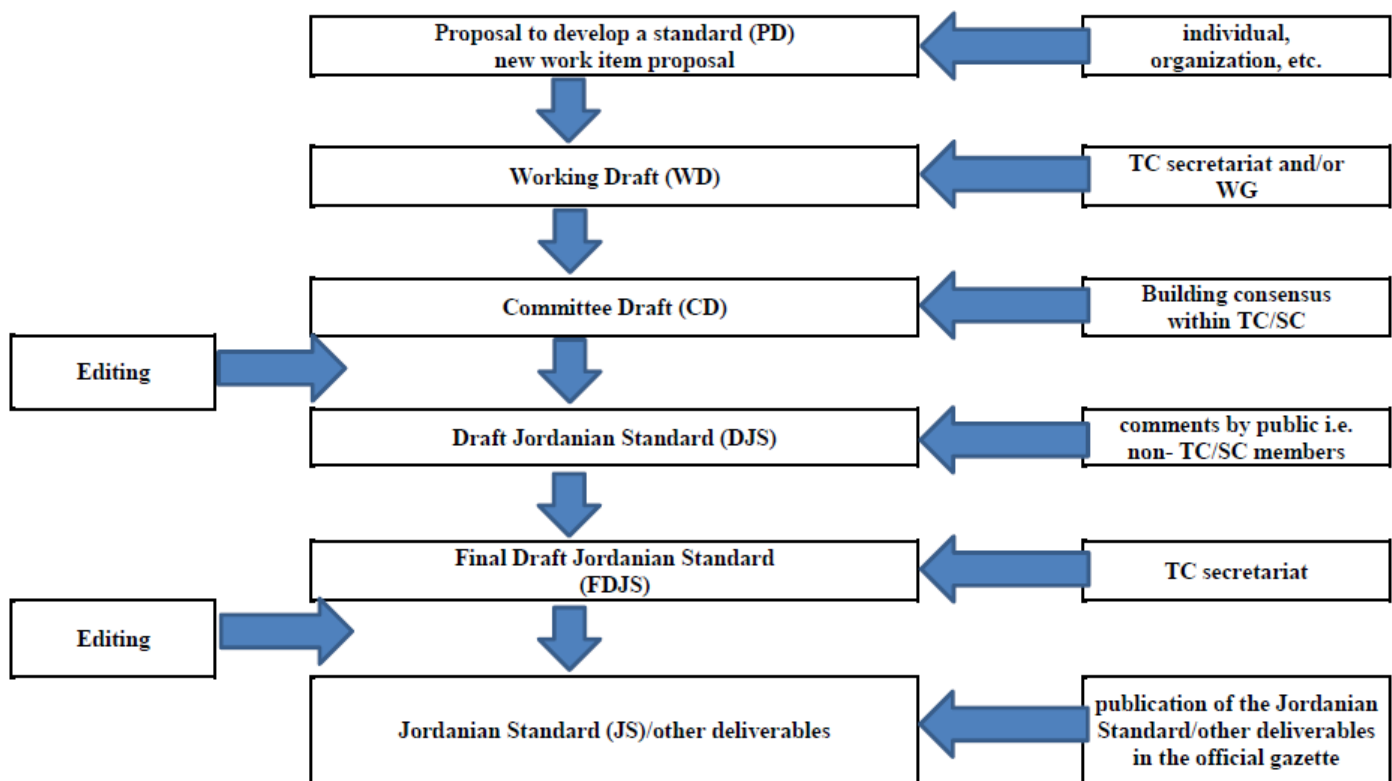 Proposal to develop a standard (PD)
new work item proposal
individual,
organization, etc.
Working Draft (WD)
TC secretariat and/or
WG
Committee Draft (CD)
Building consensus
within TC/SC
Editing
Draft Jordanian Standard (DJS)
comments by public i.e.
non- TC/SC members
Final Draft Jordanian Standard
(FDJS)
TC secretariat
Editing
Jordanian Standard (JS)/other deliverables
publication of the Jordanian
Standard/other deliverables
in the official gazette